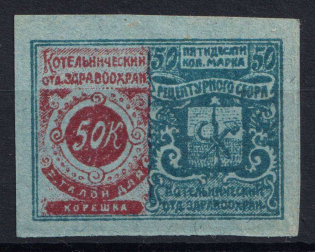 Котельнический
отд. здравоохран.
50к
талон для
корешка
50 пятьдесят 50
коп. марка
Рецептурного сбора
Котельнический
отд. здравоохран.